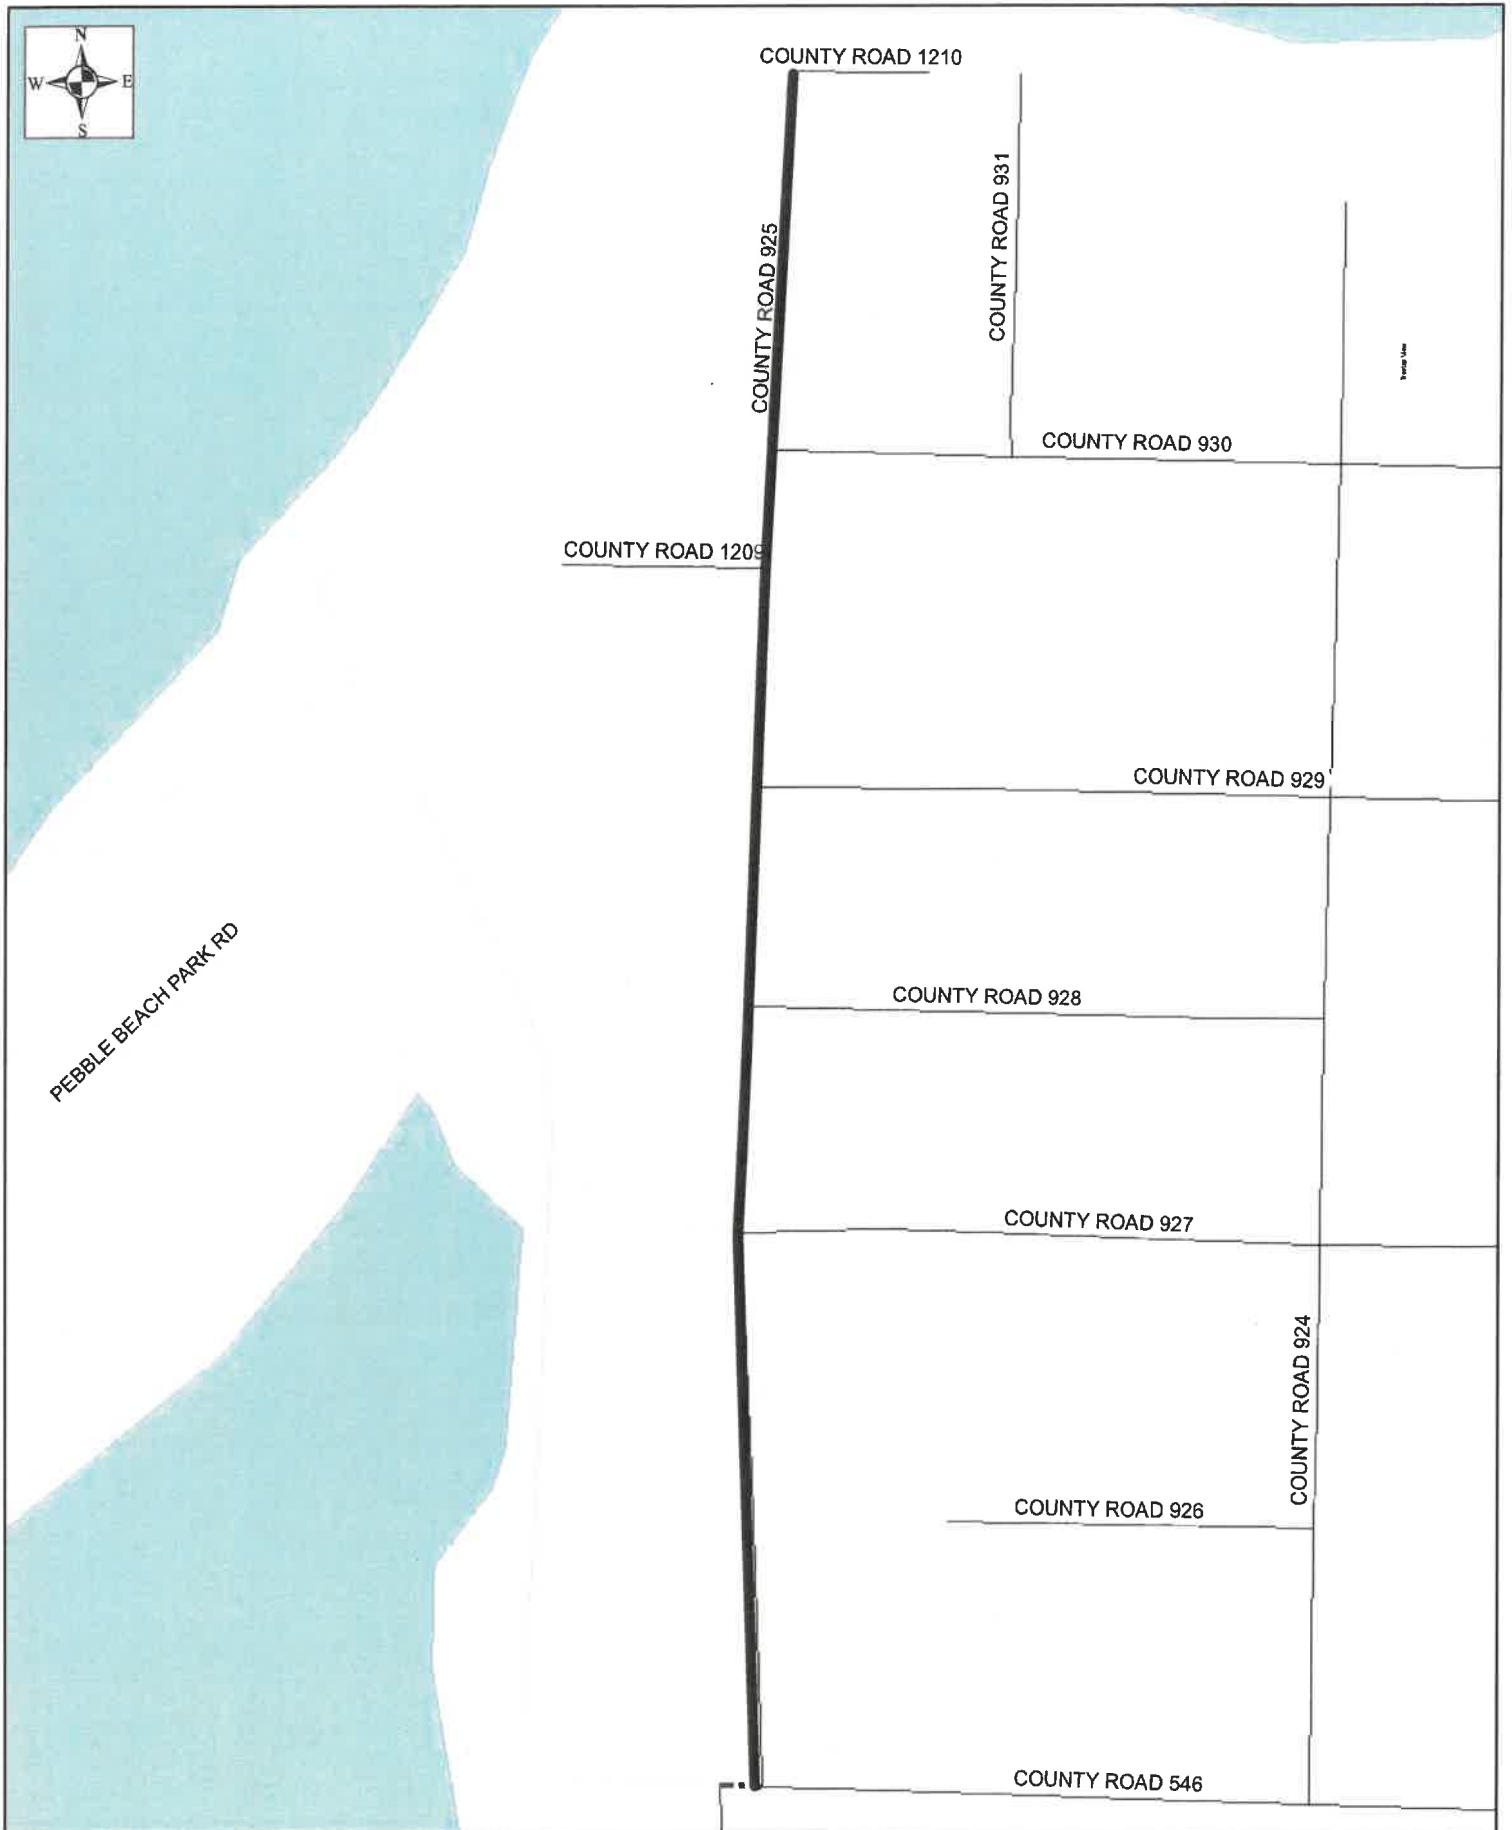 N
W E
S
COUNTY ROAD 1210
COUNTY ROAD 931
COUNTY ROAD 925
COUNTY ROAD 930
COUNTY ROAD 1209
COUNTY ROAD 929
PEBBLE BEACH PARK RD
COUNTY ROAD 928
COUNTY ROAD 927
COUNTY ROAD 924
COUNTY ROAD 926
COUNTY ROAD 546